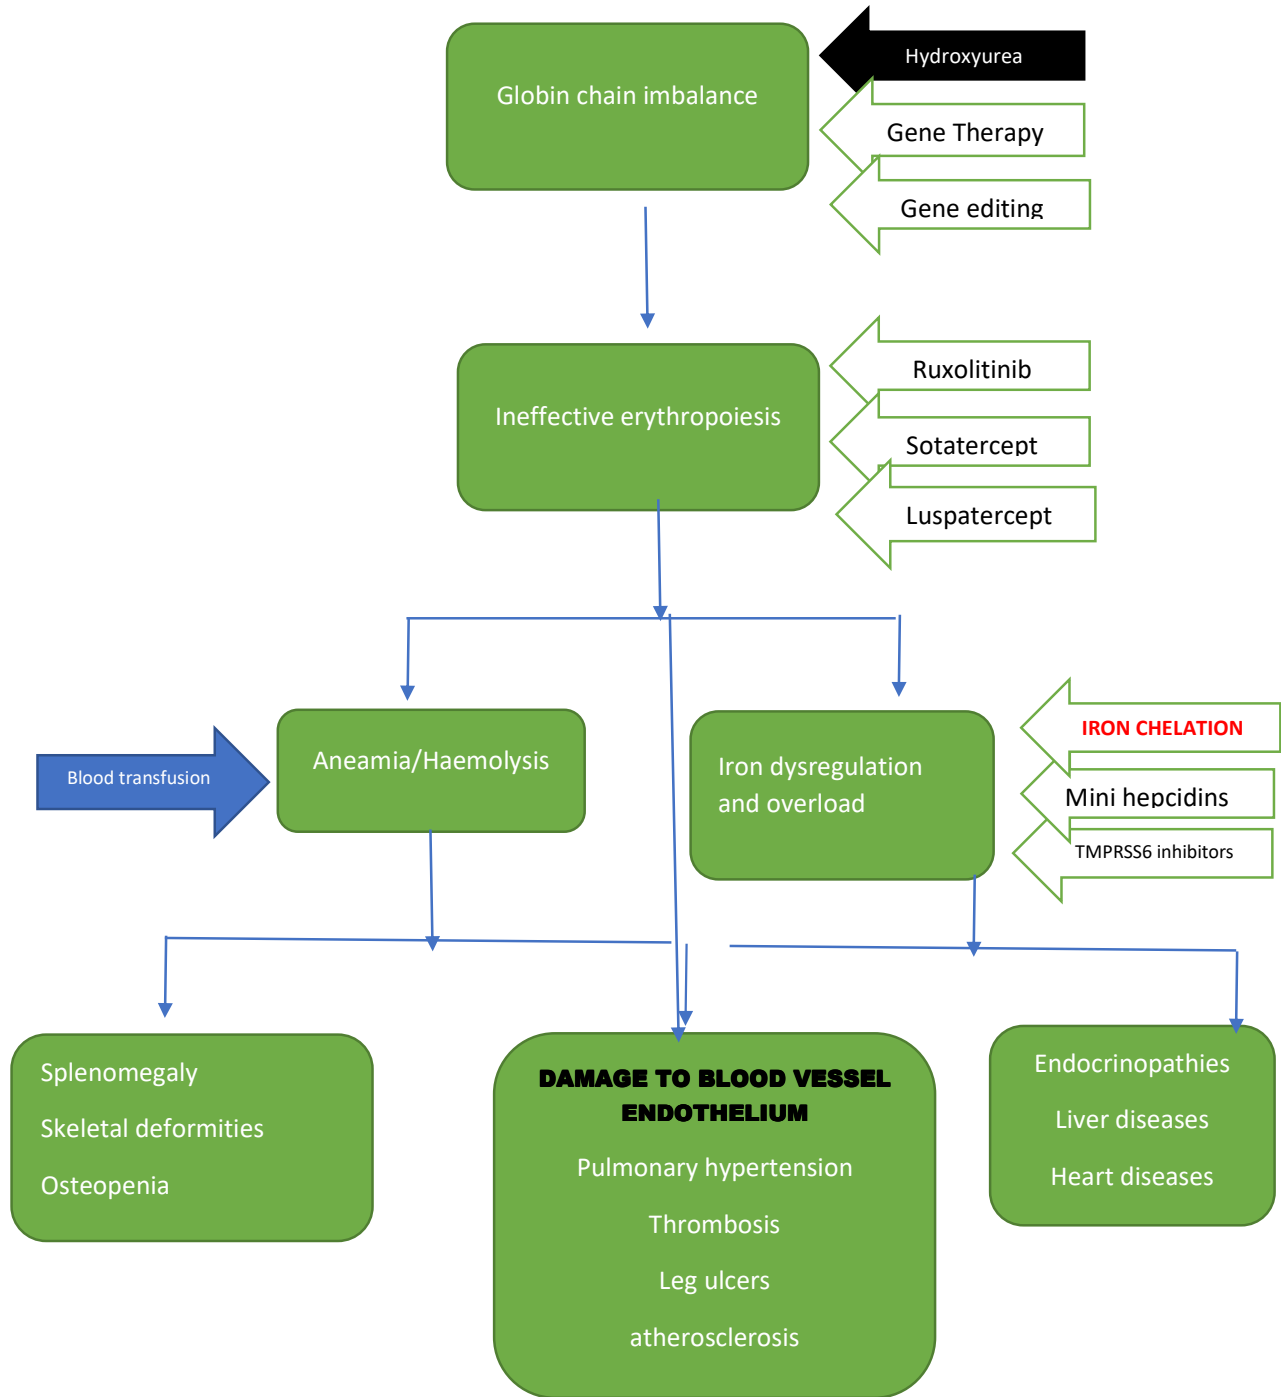 Globin chain imbalance
Hydroxyurea
Gene Therapy
Gene editing
Ineffective erythropoiesis
Ruxolitinib
Sotatercept
Luspatercept
Blood transfusion
Aneamia/Haemolysis
Iron dysregulation
and overload
IRON CHELATION
Mini hepcidins
TMPRSS6 inhibitors
Splenomegaly
Skeletal deformities
Osteopenia
DAMAGE TO BLOOD VESSEL
ENDOTHELIUM
Pulmonary hypertension
Thrombosis
Leg ulcers
atherosclerosis
Endocrinopathies
Liver diseases
Heart diseases